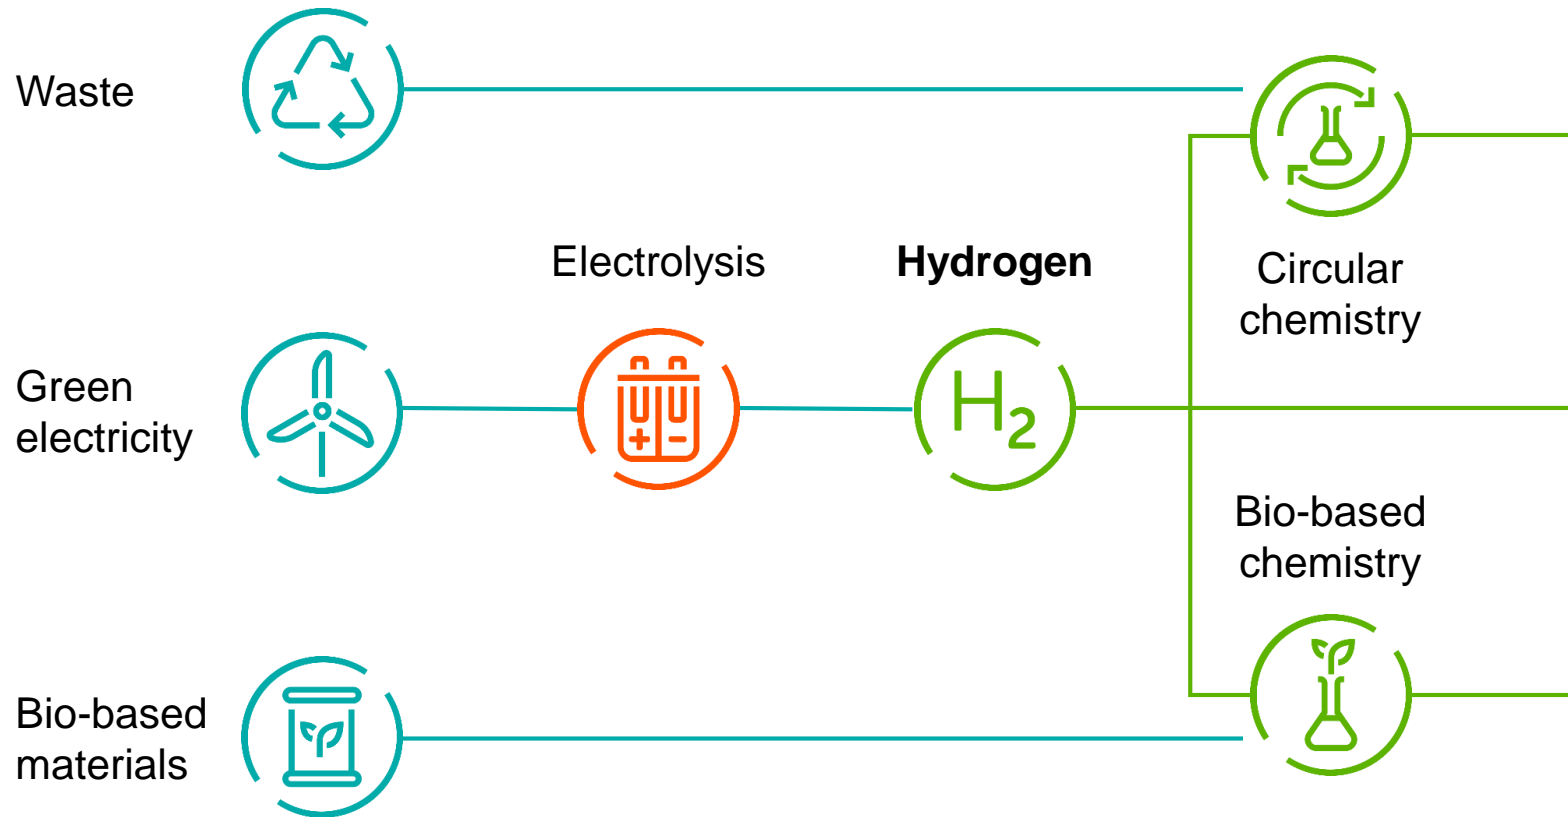 Waste
Electrolysis
Hydrogen
Circular
chemistry
Green
electricity
H2
Bio-based
chemistry
Bio-based
materials